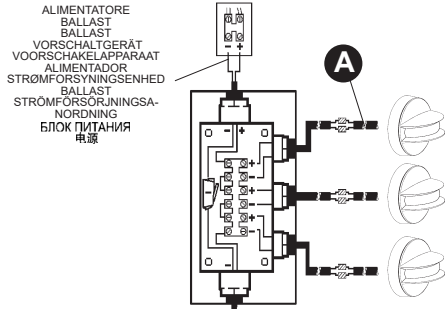 ALIMENTATORE
BALLAST
BALLAST
VORSCHALTGERÄT
VOORSCHAKELAPPARAAT
ALIMENTADOR
STRØMFORSYNINGSENHED
BALLAST
STRÖMFÖRSÖRJNINGSA-
NORDNING
БЛОК ПИТАНИЯ
电源
- +
A
- +
+
-
+
-
+
-
-